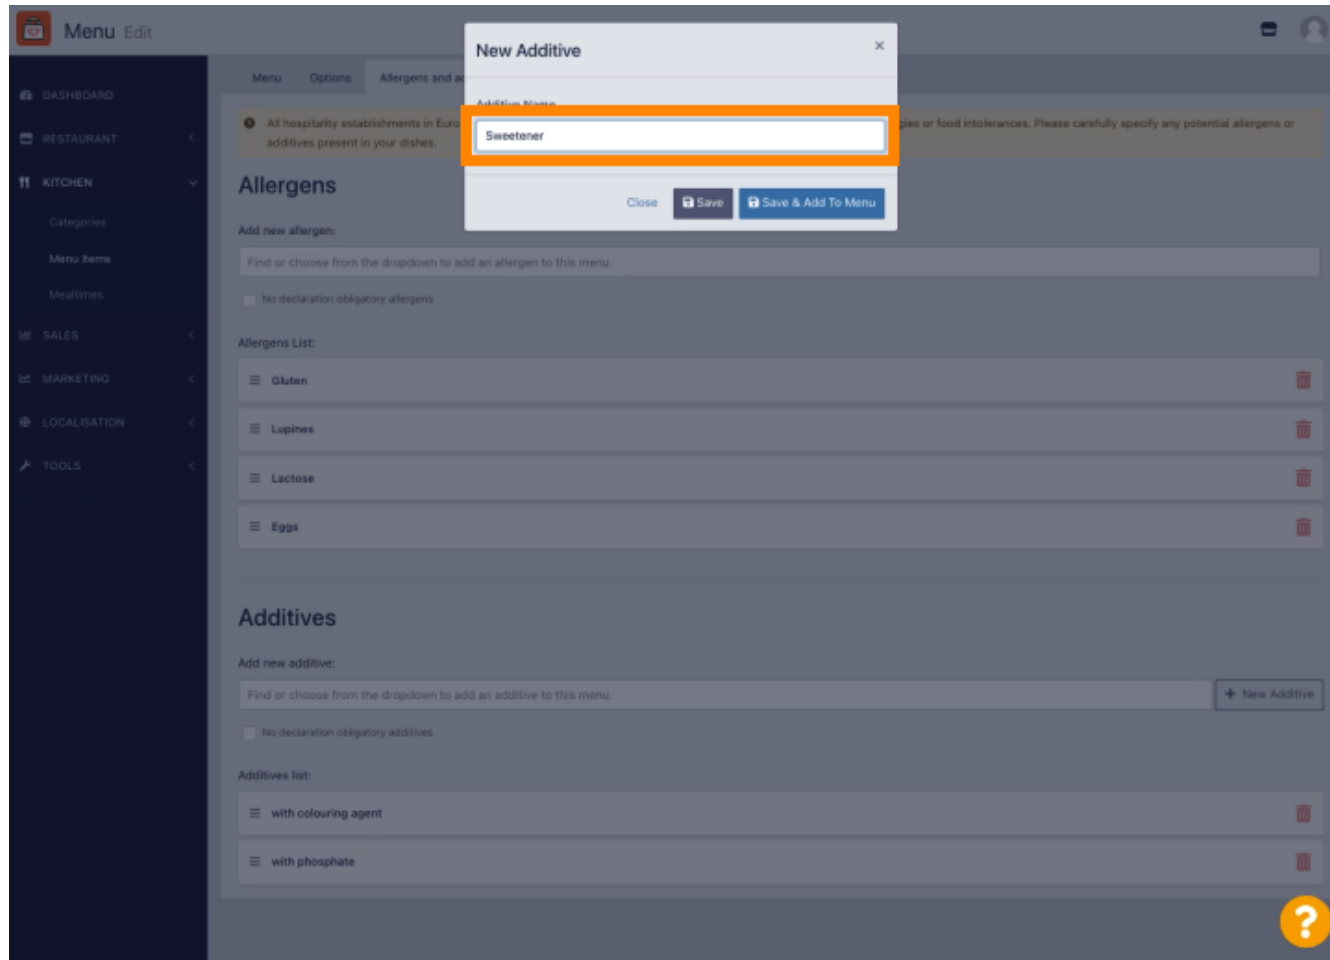 Menu Edit
New Additive
×
DASHBOARD
RESTAURANT
KITCHEN
Categories
Menu Items
Mealtimes
SALES
MARKETING
LOCALISATION
TOOLS
Menu Options Allergens and ad
Additive Name
Sweetener
All hospitality establishments in Euro gies or food intolerances. Please carefully specify any potential allergens or
additives present in your dishes.
Close Save Save & Add To Menu
Allergens
Add new allergen:
Find or choose from the dropdown to add an allergen to this menu.
No declaration obligatory allergens
Allergens List:
Gluten
Lupines
Lactose
Eggs
Additives
Add new additive:
Find or choose from the dropdown to add an additive to this menu.
+ New Additive
No declaration obligatory additives
Additives list:
with colouring agent
with phosphate
?